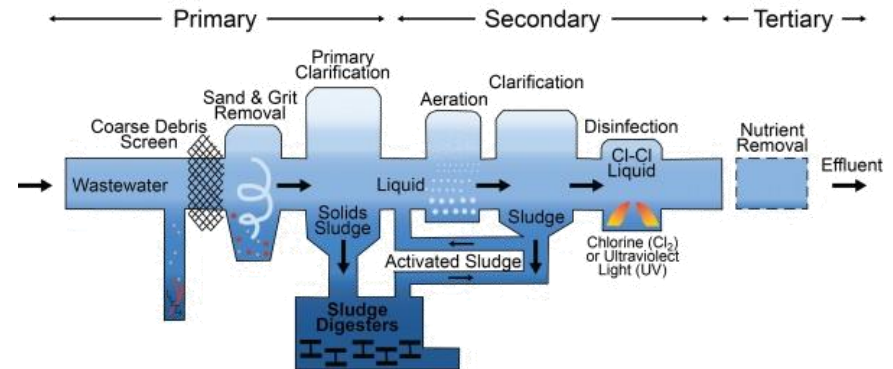 Primary
Secondary
Tertiary
Primary
Clarification
Sand & Grit
Removal
Coarse Debris
Screen
Aeration
Clarification
Disinfection
Nutrient
Removal
Wastewater
Liquid
Cl-Cl
Liquid
Effluent
Solids
Sludge
Sludge
Chlorine (Cl₂)
or Ultraviolect
Light (UV)
Activated Sludge
Sludge
Digesters